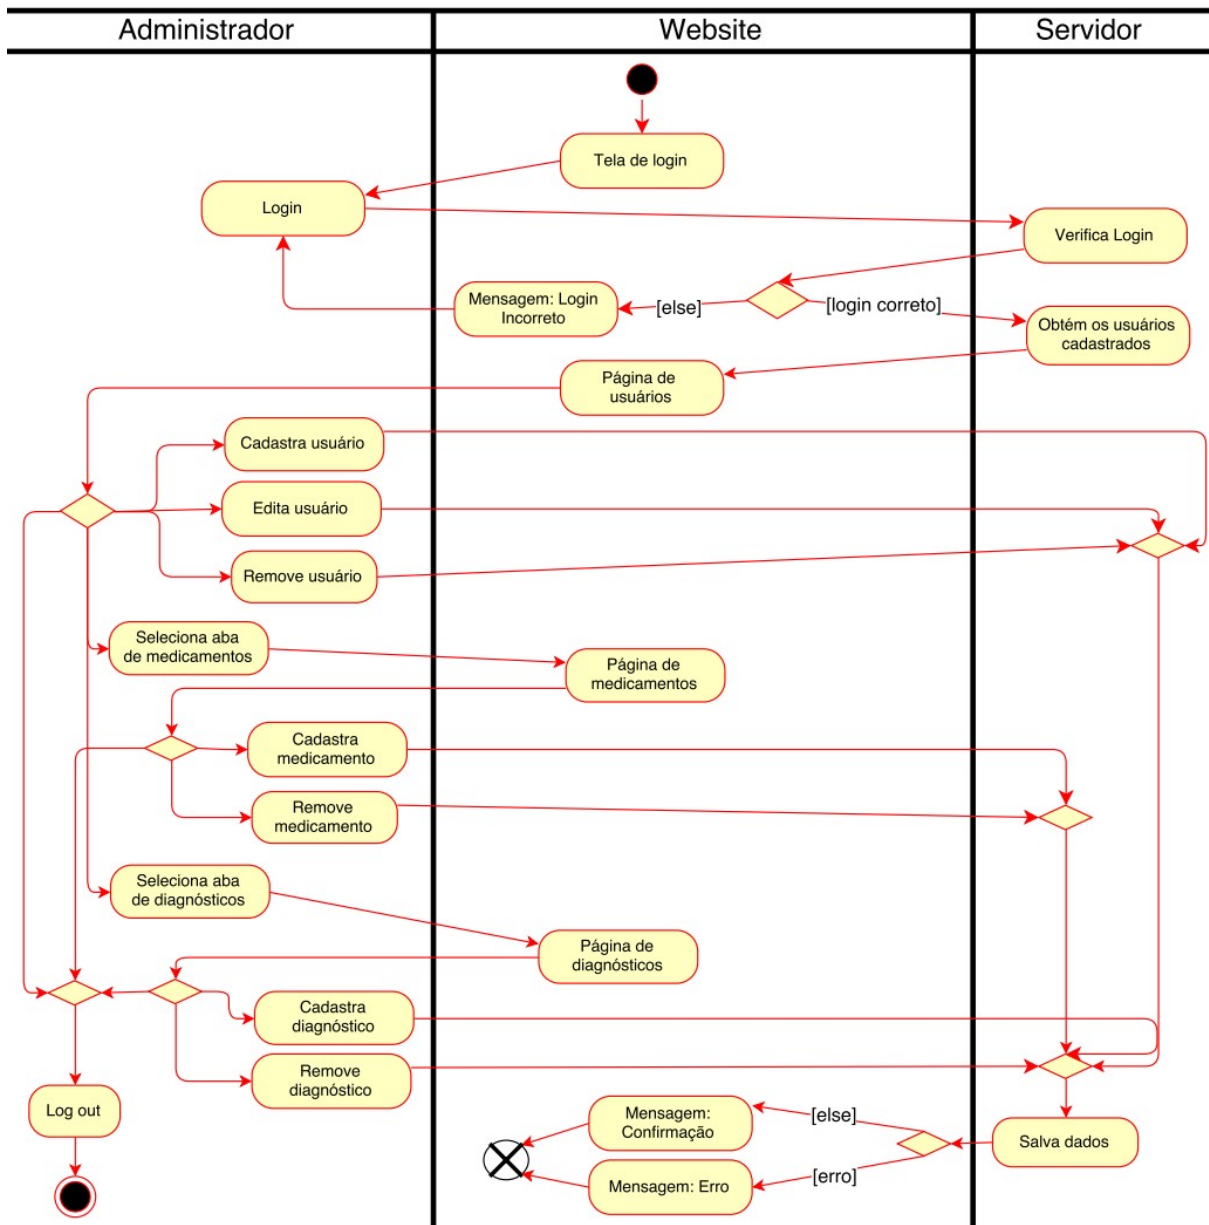 Administrador
Website
Servidor
Tela de login
Login
Verifica Login
Mensagem: Login
Incorreto
[else]
[login correto]
Obtém os usuários
cadastrados
Página de
usuários
Cadastra usuário
Edita usuário
Remove usuário
Seleciona aba
de medicamentos
Página de
medicamentos
Cadastra
medicamento
Remove
medicamento
Seleciona aba
de diagnósticos
Página de
diagnósticos
Cadastra
diagnóstico
Remove
diagnóstico
Log out
Mensagem:
Confirmação
[else]
Salva dados
Mensagem: Erro
[erro]